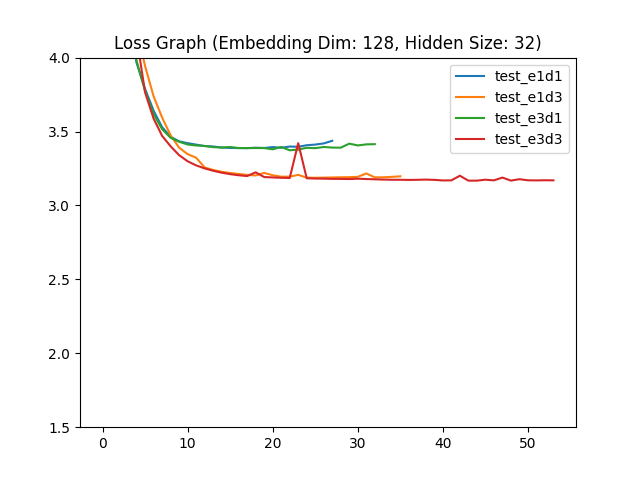 Loss Graph (Embedding Dim: 128, Hidden Size: 32)
4.0
3.5
3.0
2.5
2.0
1.5
0
10
20
30
40
50
test_e1d1
test_e1d3
test_e3d1
test_e3d3